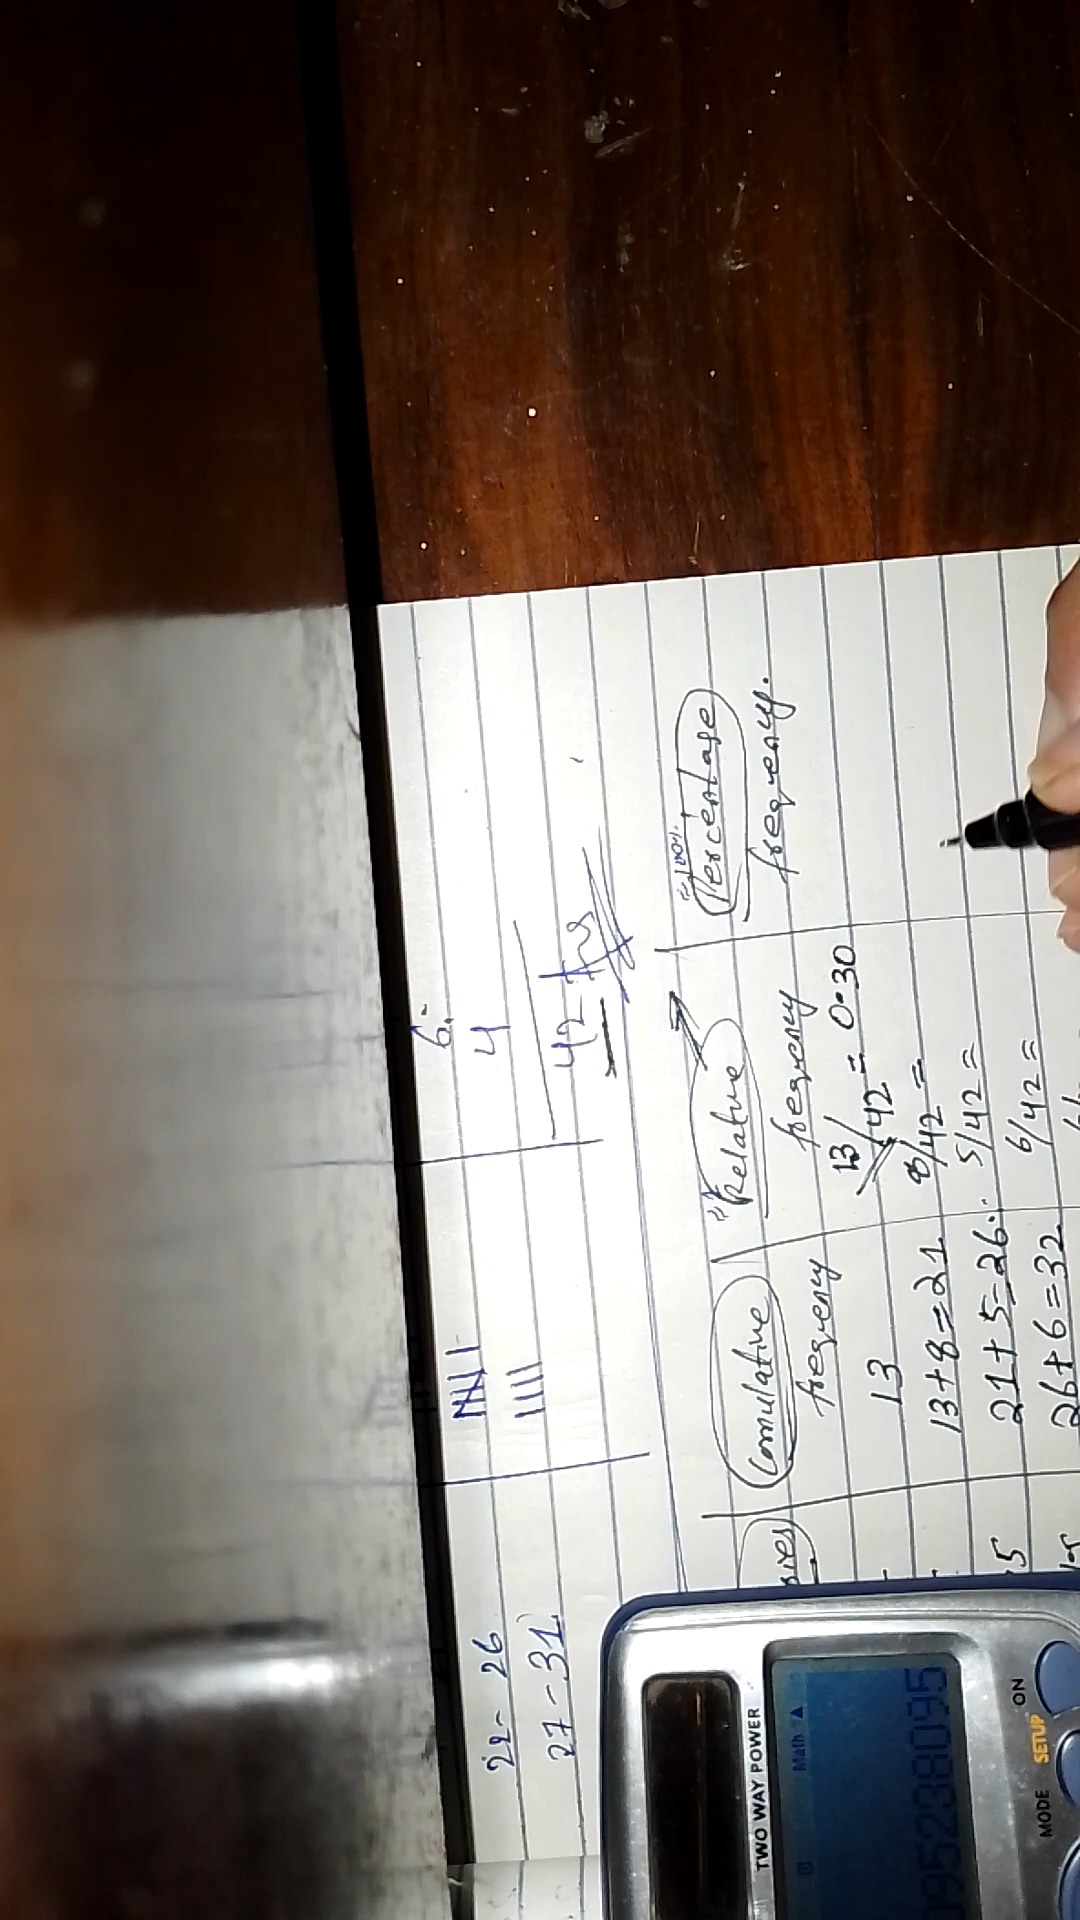 22 - 26 6.
27 - 31 4
42
= 100%
Comulative Relative Percentage
frequency frequency frequency.
13 13/42 = 0.30
13+8=21 8/42 =
21+5=26. 5/42 =
26+6=32 6/42 =
TWO WAY POWER
Math ▲
095238095
MODE SETUP ON